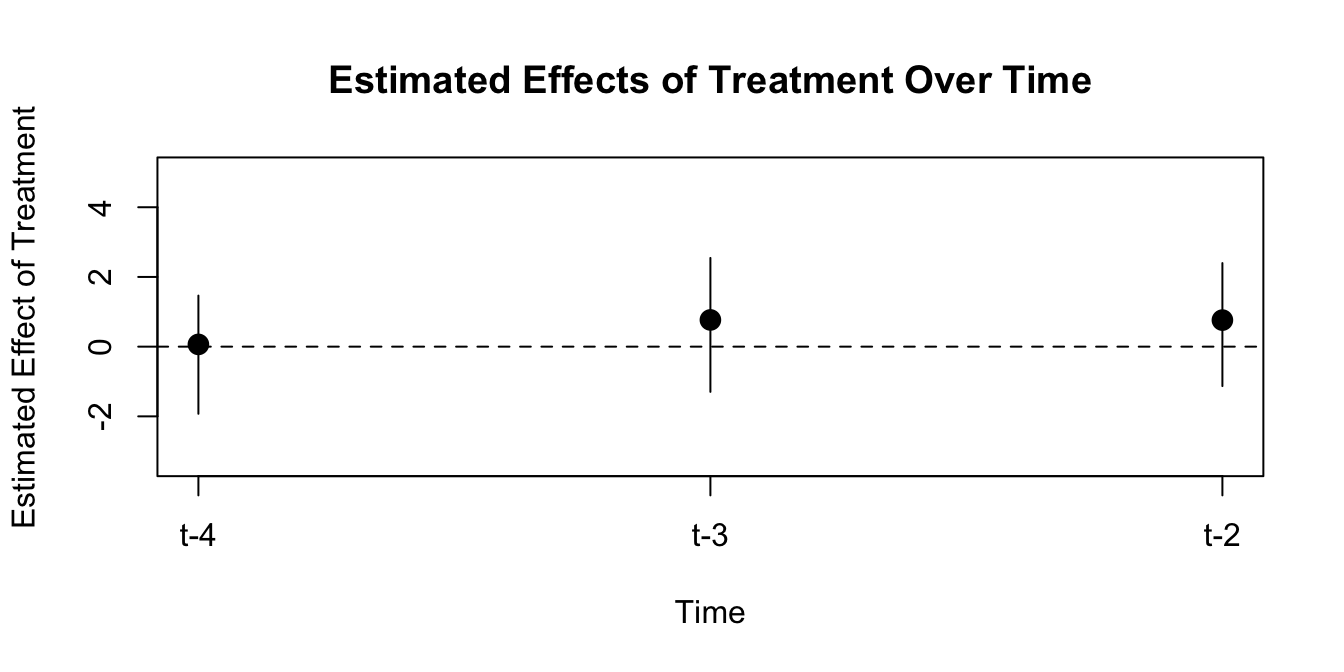 Estimated Effects of Treatment Over Time
Estimated Effect of Treatment
4
2
0
-2
t-4
t-3
t-2
Time